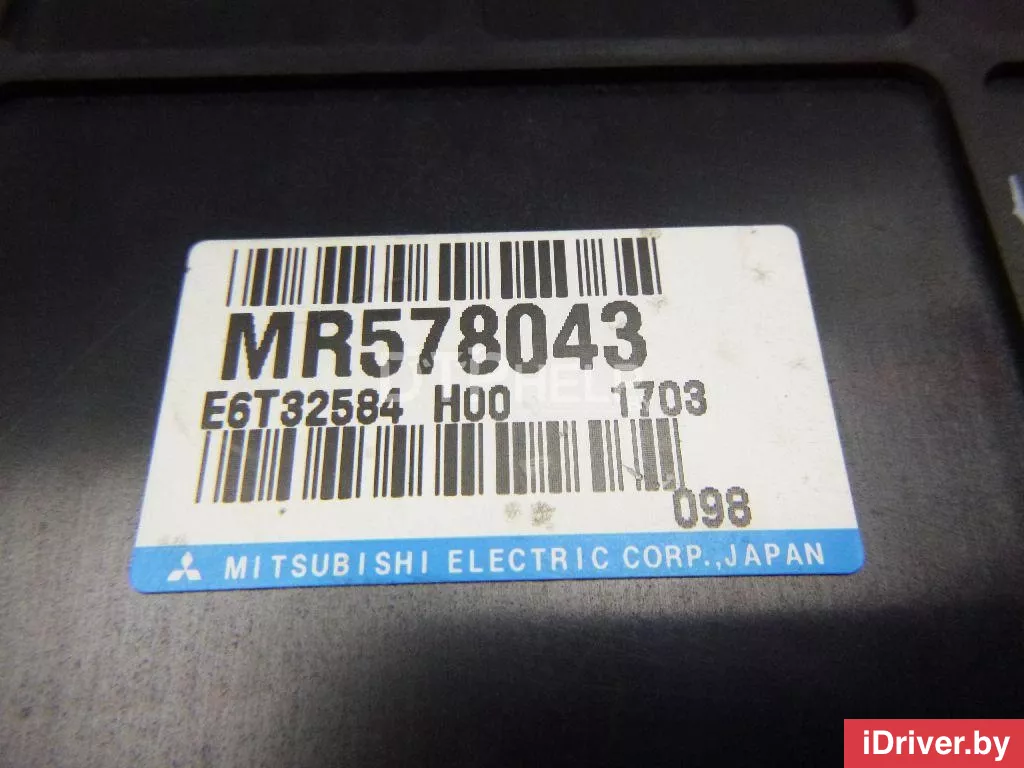 MR578043
E6T32584 H00 1703
098
MITSUBISHI ELECTRIC CORP., JAPAN
iDriver.by